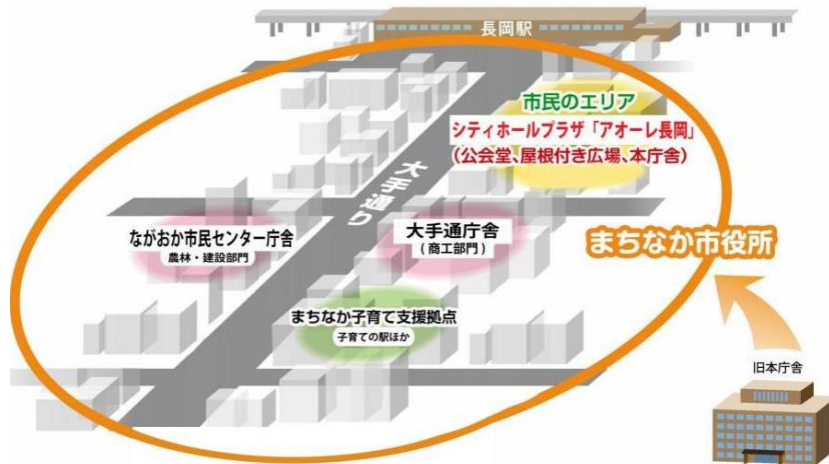 長岡駅
市民のエリア
シティホールプラザ「アオーレ長岡」
(公会堂、屋根付き広場、本庁舎)
大手通り
ながおか市民センター庁舎
農林・建設部門
大手通庁舎
(商工部門)
まちなか市役所
まちなか子育て支援拠点
子育ての駅ほか
旧本庁舎